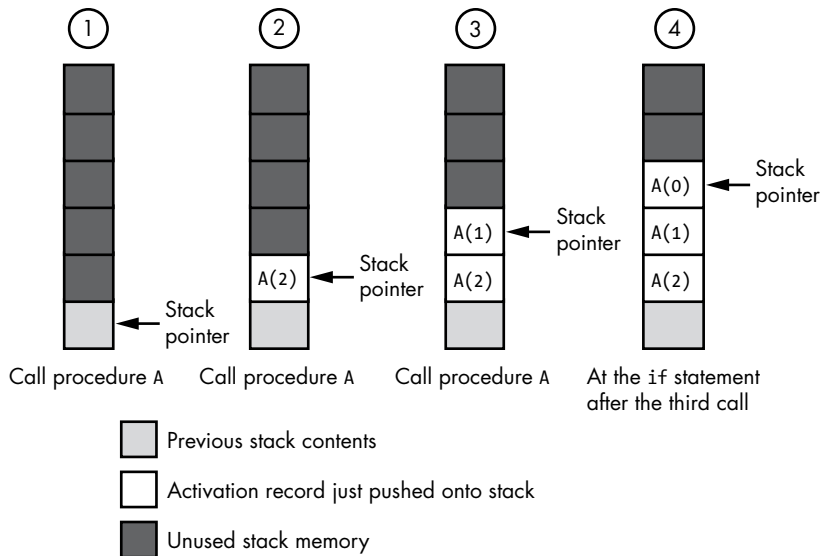 1
2
3
4
A(0)
Stack
pointer
A(1)
Stack
pointer
A(1)
A(2)
Stack
pointer
A(2)
A(2)
Stack
pointer
Call procedure A
Call procedure A
Call procedure A
At the if statement
after the third call
Previous stack contents
Activation record just pushed onto stack
Unused stack memory